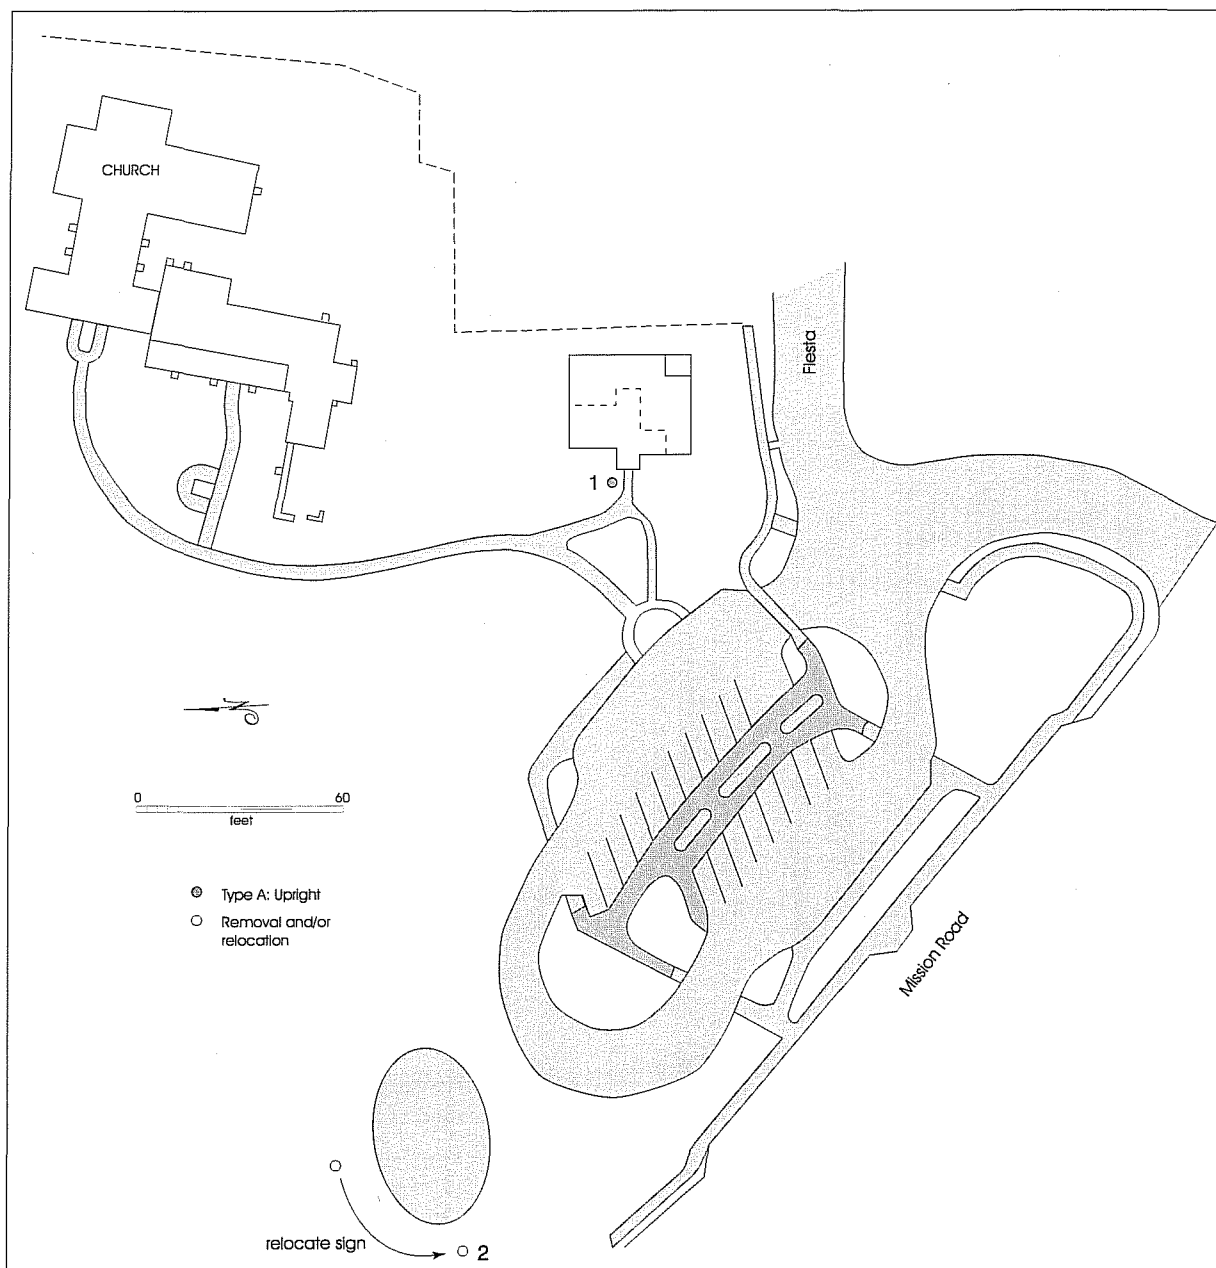 CHURCH
Fiesta
1
0 60
feet
Type A: Upright
Removal and/or
relocation
Mission Road
relocate sign
2